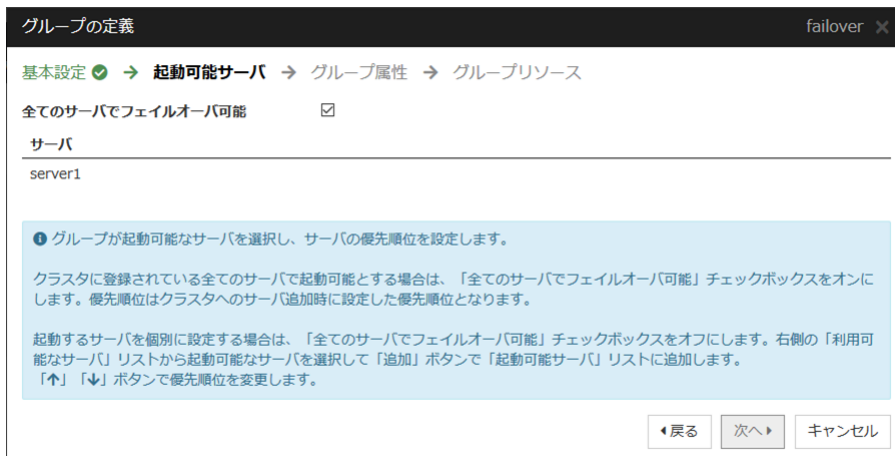 グループの定義 failover ×
基本設定 → 起動可能サーバ → グループ属性 → グループリソース
全てのサーバでフェイルオーバ可能
サーバ
server1
グループが起動可能なサーバを選択し、サーバの優先順位を設定します。
クラスタに登録されている全てのサーバで起動可能とする場合は、「全てのサーバでフェイルオーバ可能」チェックボックスをオンに
します。優先順位はクラスタへのサーバ追加時に設定した優先順位となります。
起動するサーバを個別に設定する場合は、「全てのサーバでフェイルオーバ可能」チェックボックスをオフにします。右側の「利用可
能なサーバ」リストから起動可能なサーバを選択して「追加」ボタンで「起動可能サーバ」リストに追加します。
「↑」「↓」ボタンで優先順位を変更します。
戻る 次へ キャンセル